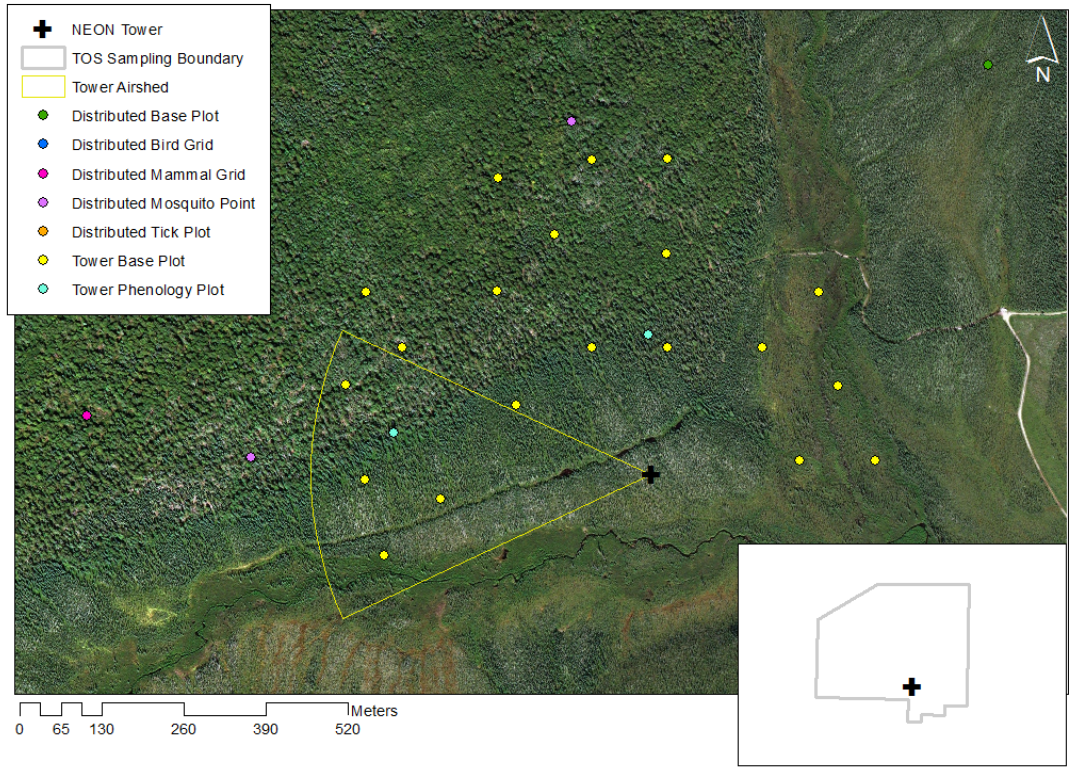 NEON Tower
TOS Sampling Boundary
Tower Airshed
Distributed Base Plot
Distributed Bird Grid
Distributed Mammal Grid
Distributed Mosquito Point
Distributed Tick Plot
Tower Base Plot
Tower Phenology Plot
N
Meters
0 65 130 260 390 520